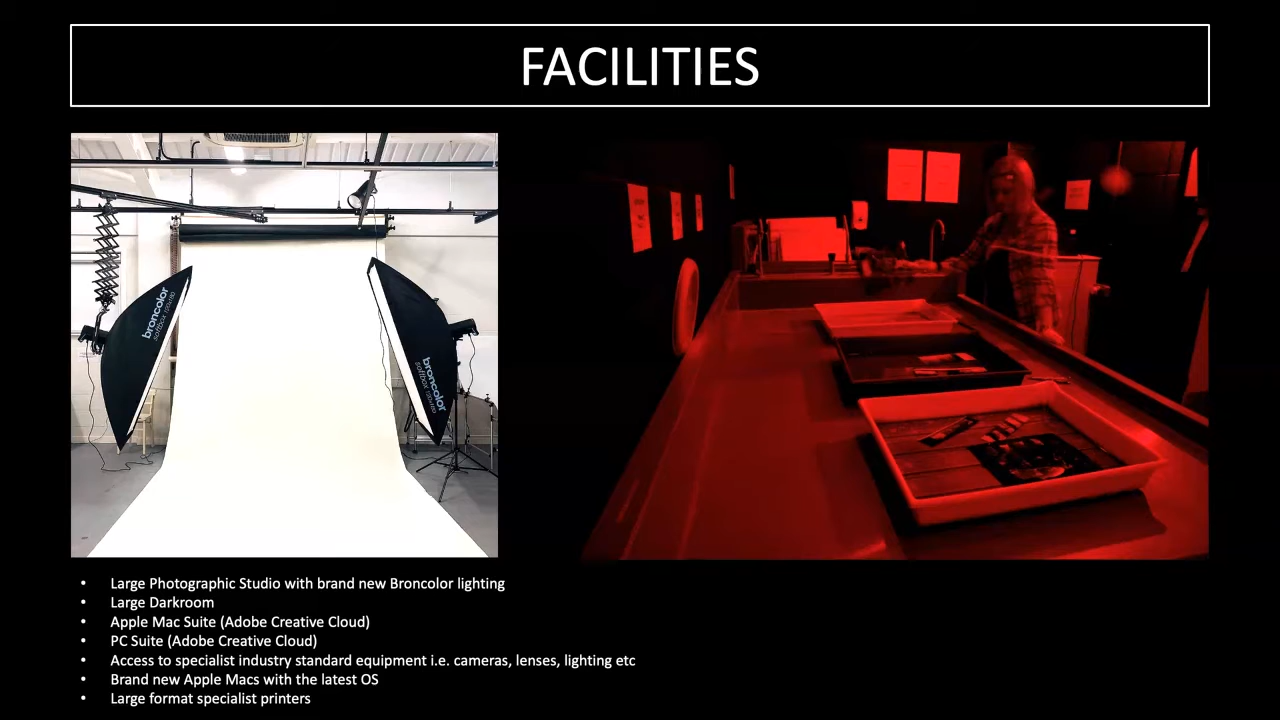 FACILITIES
broncolor
softbox
broncolor
softbox
• Large Photographic Studio with brand new Broncolor lighting
• Large Darkroom
• Apple Mac Suite (Adobe Creative Cloud)
• PC Suite (Adobe Creative Cloud)
• Access to specialist industry standard equipment i.e. cameras, lenses, lighting etc
• Brand new Apple Macs with the latest OS
• Large format specialist printers